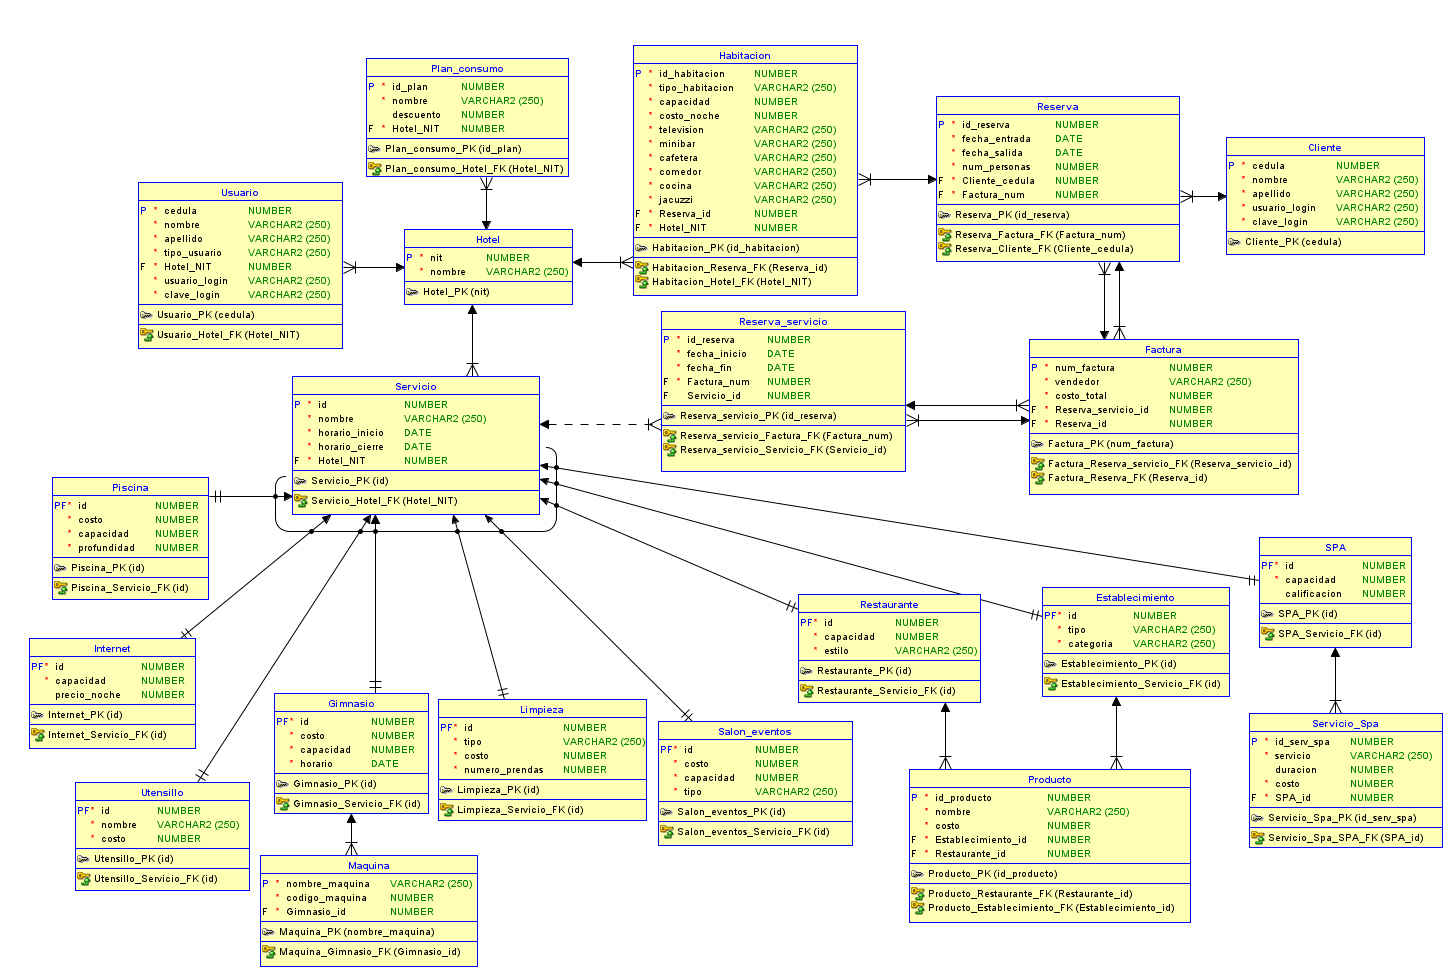 Plan_consumo
P * id_plan NUMBER
* nombre VARCHAR2 (250)
descuento NUMBER
F * Hotel_NIT NUMBER
Plan_consumo_PK (id_plan)
Plan_consumo_Hotel_FK (Hotel_NIT)
Habitacion
P * id_habitacion NUMBER
* tipo_habitacion VARCHAR2 (250)
* capacidad NUMBER
* costo_noche NUMBER
* television VARCHAR2 (250)
* minibar VARCHAR2 (250)
* cafetera VARCHAR2 (250)
* comedor VARCHAR2 (250)
* cocina VARCHAR2 (250)
* jacuzzi VARCHAR2 (250)
F * Reserva_id NUMBER
F * Hotel_NIT NUMBER
Habitacion_PK (id_habitacion)
Habitacion_Reserva_FK (Reserva_id)
Habitacion_Hotel_FK (Hotel_NIT)
Reserva
P * id_reserva NUMBER
* fecha_entrada DATE
* fecha_salida DATE
* num_personas NUMBER
F * Cliente_cedula NUMBER
F * Factura_num NUMBER
Reserva_PK (id_reserva)
Reserva_Factura_FK (Factura_num)
Reserva_Cliente_FK (Cliente_cedula)
Cliente
P * cedula NUMBER
* nombre VARCHAR2 (250)
* apellido VARCHAR2 (250)
* usuario_login VARCHAR2 (250)
* clave_login VARCHAR2 (250)
Cliente_PK (cedula)
Usuario
P * cedula NUMBER
* nombre VARCHAR2 (250)
* apellido VARCHAR2 (250)
* tipo_usuario VARCHAR2 (250)
F * Hotel_NIT NUMBER
* usuario_login VARCHAR2 (250)
* clave_login VARCHAR2 (250)
Usuario_PK (cedula)
Usuario_Hotel_FK (Hotel_NIT)
Hotel
P * nit NUMBER
* nombre VARCHAR2 (250)
Hotel_PK (nit)
Reserva_servicio
P * id_reserva NUMBER
* fecha_inicio DATE
* fecha_fin DATE
F * Factura_num NUMBER
F Servicio_id NUMBER
Reserva_servicio_PK (id_reserva)
Reserva_servicio_Factura_FK (Factura_num)
Reserva_servicio_Servicio_FK (Servicio_id)
Factura
P * num_factura NUMBER
* vendedor VARCHAR2 (250)
* costo_total NUMBER
F * Reserva_servicio_id NUMBER
F * Reserva_id NUMBER
Factura_PK (num_factura)
Factura_Reserva_servicio_FK (Reserva_servicio_id)
Factura_Reserva_FK (Reserva_id)
Servicio
P * id NUMBER
* nombre VARCHAR2 (250)
* horario_inicio DATE
* horario_cierre DATE
F * Hotel_NIT NUMBER
Servicio_PK (id)
Servicio_Hotel_FK (Hotel_NIT)
Piscina
PF* id NUMBER
* costo NUMBER
* capacidad NUMBER
* profundidad NUMBER
Piscina_PK (id)
Piscina_Servicio_FK (id)
SPA
PF* id NUMBER
* capacidad NUMBER
calificacion NUMBER
SPA_PK (id)
SPA_Servicio_FK (id)
Restaurante
PF* id NUMBER
* capacidad NUMBER
* estilo VARCHAR2 (250)
Restaurante_PK (id)
Restaurante_Servicio_FK (id)
Establecimiento
PF* id NUMBER
* tipo VARCHAR2 (250)
* categoria VARCHAR2 (250)
Establecimiento_PK (id)
Establecimiento_Servicio_FK (id)
Internet
PF* id NUMBER
* capacidad NUMBER
precio_noche NUMBER
Internet_PK (id)
Internet_Servicio_FK (id)
Gimnasio
PF* id NUMBER
* costo NUMBER
* capacidad NUMBER
* horario DATE
Gimnasio_PK (id)
Gimnasio_Servicio_FK (id)
Limpieza
PF* id NUMBER
* tipo VARCHAR2 (250)
* costo NUMBER
* numero_prendas NUMBER
Limpieza_PK (id)
Limpieza_Servicio_FK (id)
Salon_eventos
PF* id NUMBER
* costo NUMBER
* capacidad NUMBER
* tipo VARCHAR2 (250)
Salon_eventos_PK (id)
Salon_eventos_Servicio_FK (id)
Servicio_Spa
P * id_serv_spa NUMBER
* servicio VARCHAR2 (250)
duracion NUMBER
* costo NUMBER
F * SPA_id NUMBER
Servicio_Spa_PK (id_serv_spa)
Servicio_Spa_SPA_FK (SPA_id)
Utensillo
PF* id NUMBER
* nombre VARCHAR2 (250)
* costo NUMBER
Utensillo_PK (id)
Utensillo_Servicio_FK (id)
Producto
P * id_producto NUMBER
* nombre VARCHAR2 (250)
* costo NUMBER
F * Establecimiento_id NUMBER
F * Restaurante_id NUMBER
Producto_PK (id_producto)
Producto_Restaurante_FK (Restaurante_id)
Producto_Establecimiento_FK (Establecimiento_id)
Maquina
P * nombre_maquina VARCHAR2 (250)
* codigo_maquina NUMBER
F * Gimnasio_id NUMBER
Maquina_PK (nombre_maquina)
Maquina_Gimnasio_FK (Gimnasio_id)